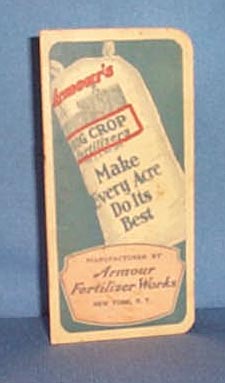 Armour's
BIG CROP
Fertilizers
Make
Every Acre
Do Its
Best
MANUFACTURED BY
Armour
Fertilizer Works
NEW YORK, N.Y.